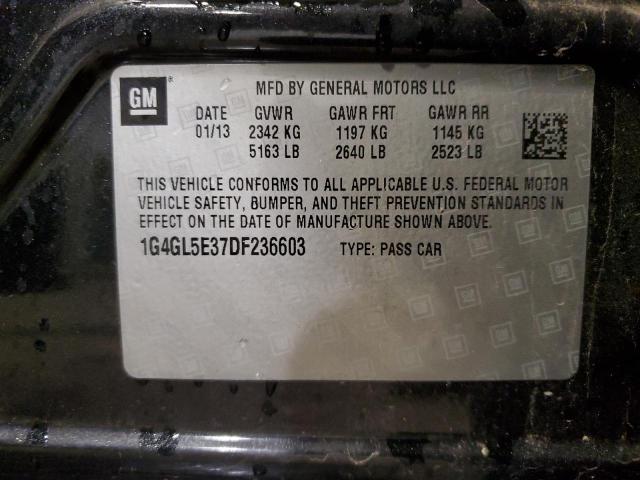 GM
MFD BY GENERAL MOTORS LLC
DATE GVWR GAWR FRT GAWR RR
01/13 2342 KG 1197 KG 1145 KG
5163 LB 2640 LB 2523 LB
THIS VEHICLE CONFORMS TO ALL APPLICABLE U.S. FEDERAL MOTOR
VEHICLE SAFETY, BUMPER, AND THEFT PREVENTION STANDARDS IN
EFFECT ON THE DATE OF MANUFACTURE SHOWN ABOVE.
1G4GL5E37DF236603 TYPE: PASS CAR